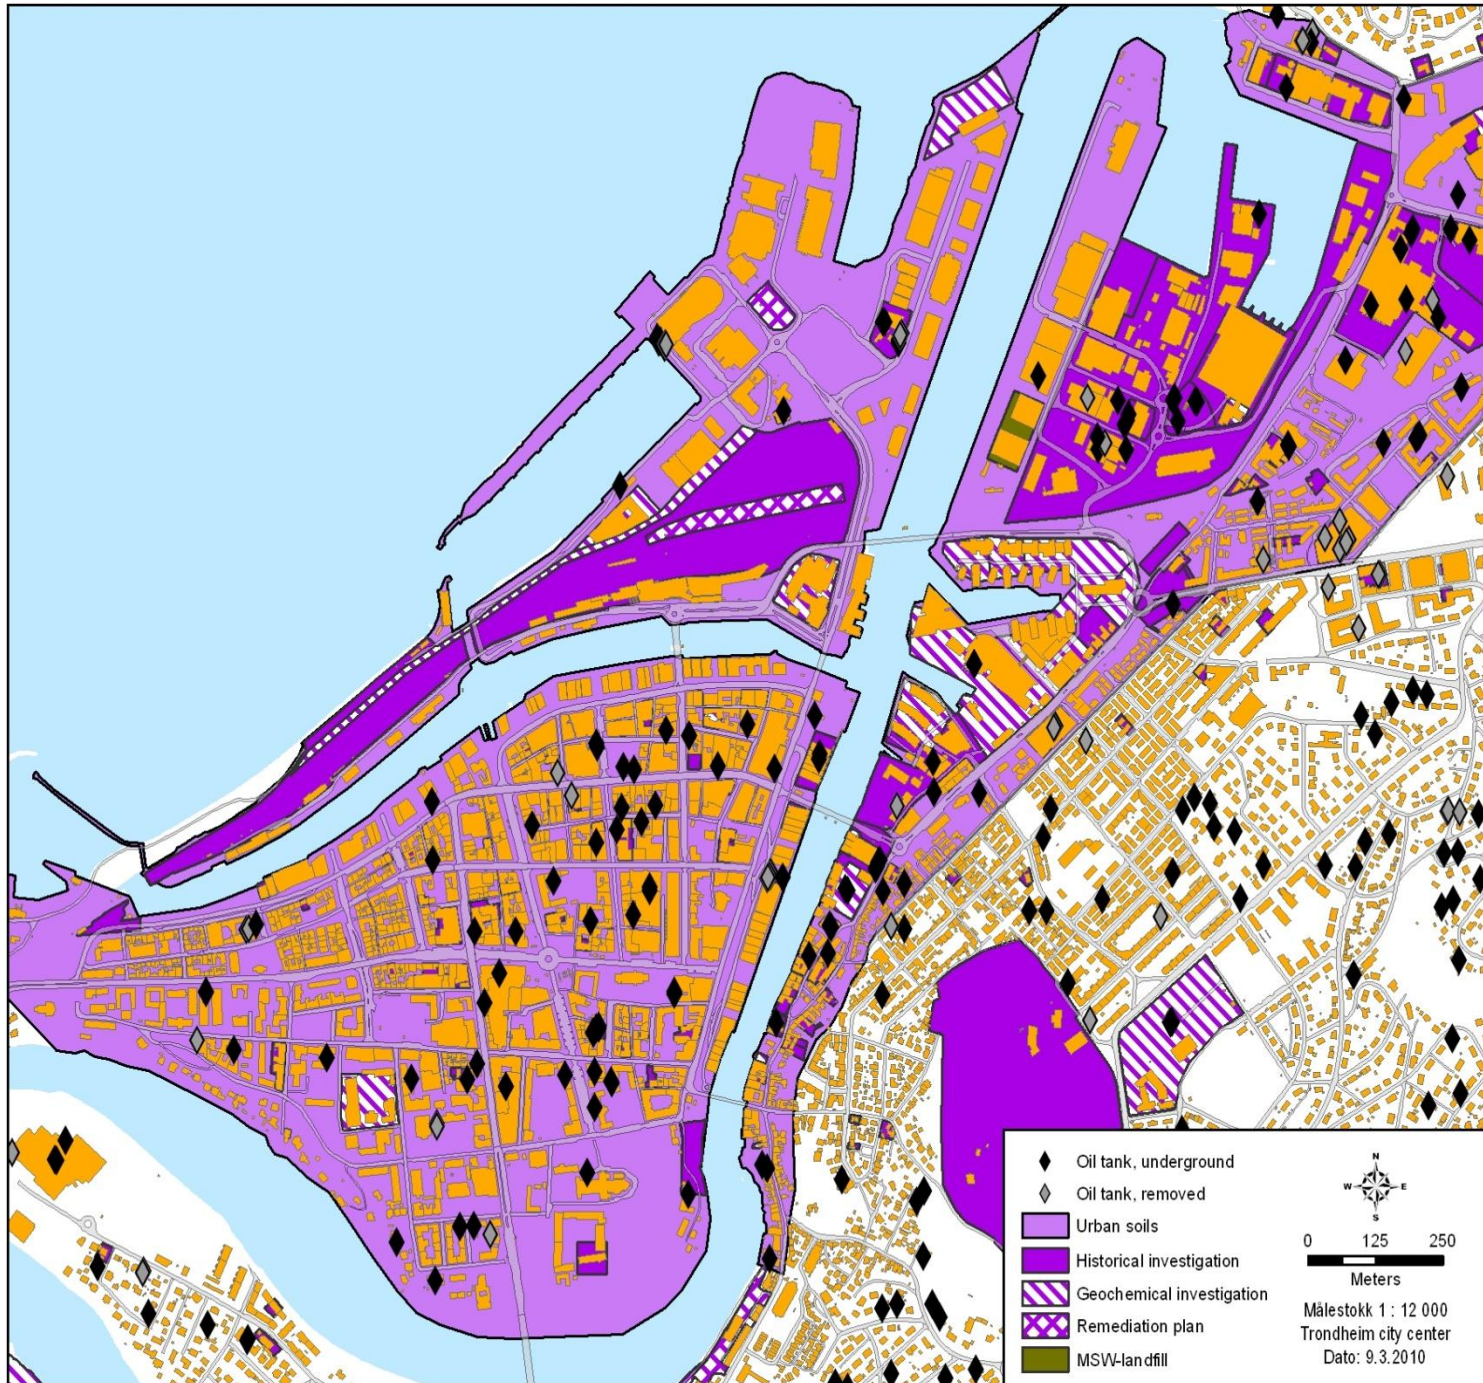 Oil tank, underground
Oil tank, removed
Urban soils
Historical investigation
Geochemical investigation
Remediation plan
MSW-landfill
N
W E
S
0 125 250
Meters
Målestokk 1 : 12 000
Trondheim city center
Dato: 9.3.2010